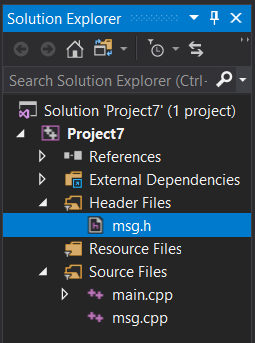 Solution Explorer
Search Solution Explorer (Ctrl+
Solution 'Project7' (1 project)
Project7
References
External Dependencies
Header Files
msg.h
Resource Files
Source Files
main.cpp
msg.cpp